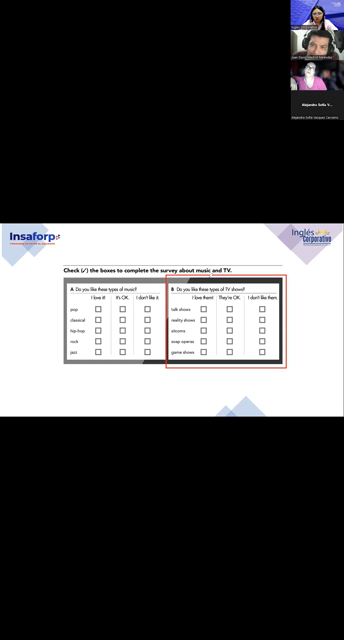 Alejandra Sofia V...
Insaforp
Inglés
Corporativo
Check (✓) the boxes to complete the survey about music and TV.
A Do you like these types of music?
I love it! It's OK. I don't like it.
pop
classical
hip-hop
rock
jazz
B Do you like these types of TV shows?
I love them! They're OK. I don't like them.
talk shows
reality shows
sitcoms
soap operas
game shows